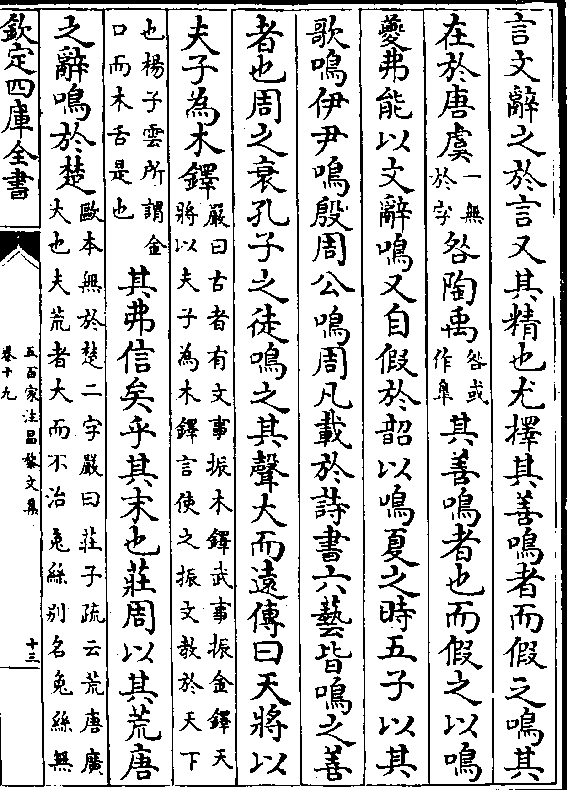 言文辭之於言又其精也尤擇其善鳴者而假之鳴其
在於唐虞一無於字咎陶禹咎或作皐其善鳴者也而假之以鳴
夔弗能以文辭鳴又自假於韶以鳴夏之時五子以其
歌鳴伊尹鳴殷周公鳴周凡載於詩書六藝皆鳴之善
者也周之衰孔子之徒鳴之其聲大而遠傳曰天將以
夫子為木鐸嚴曰古者有文事振木鐸武事振金鐸天將以夫子為木鐸言使之振文教於天下
也楊子雲所謂金口而木舌是也其弗信矣乎其末也莊周以其荒唐
之辭鳴於楚歐本無於楚二字嚴曰莊子疏云荒唐廣大也夫荒者大而不治兎絲別名兎絲無
欽定四庫全書
五百家注昌黎文集
卷十九
十三